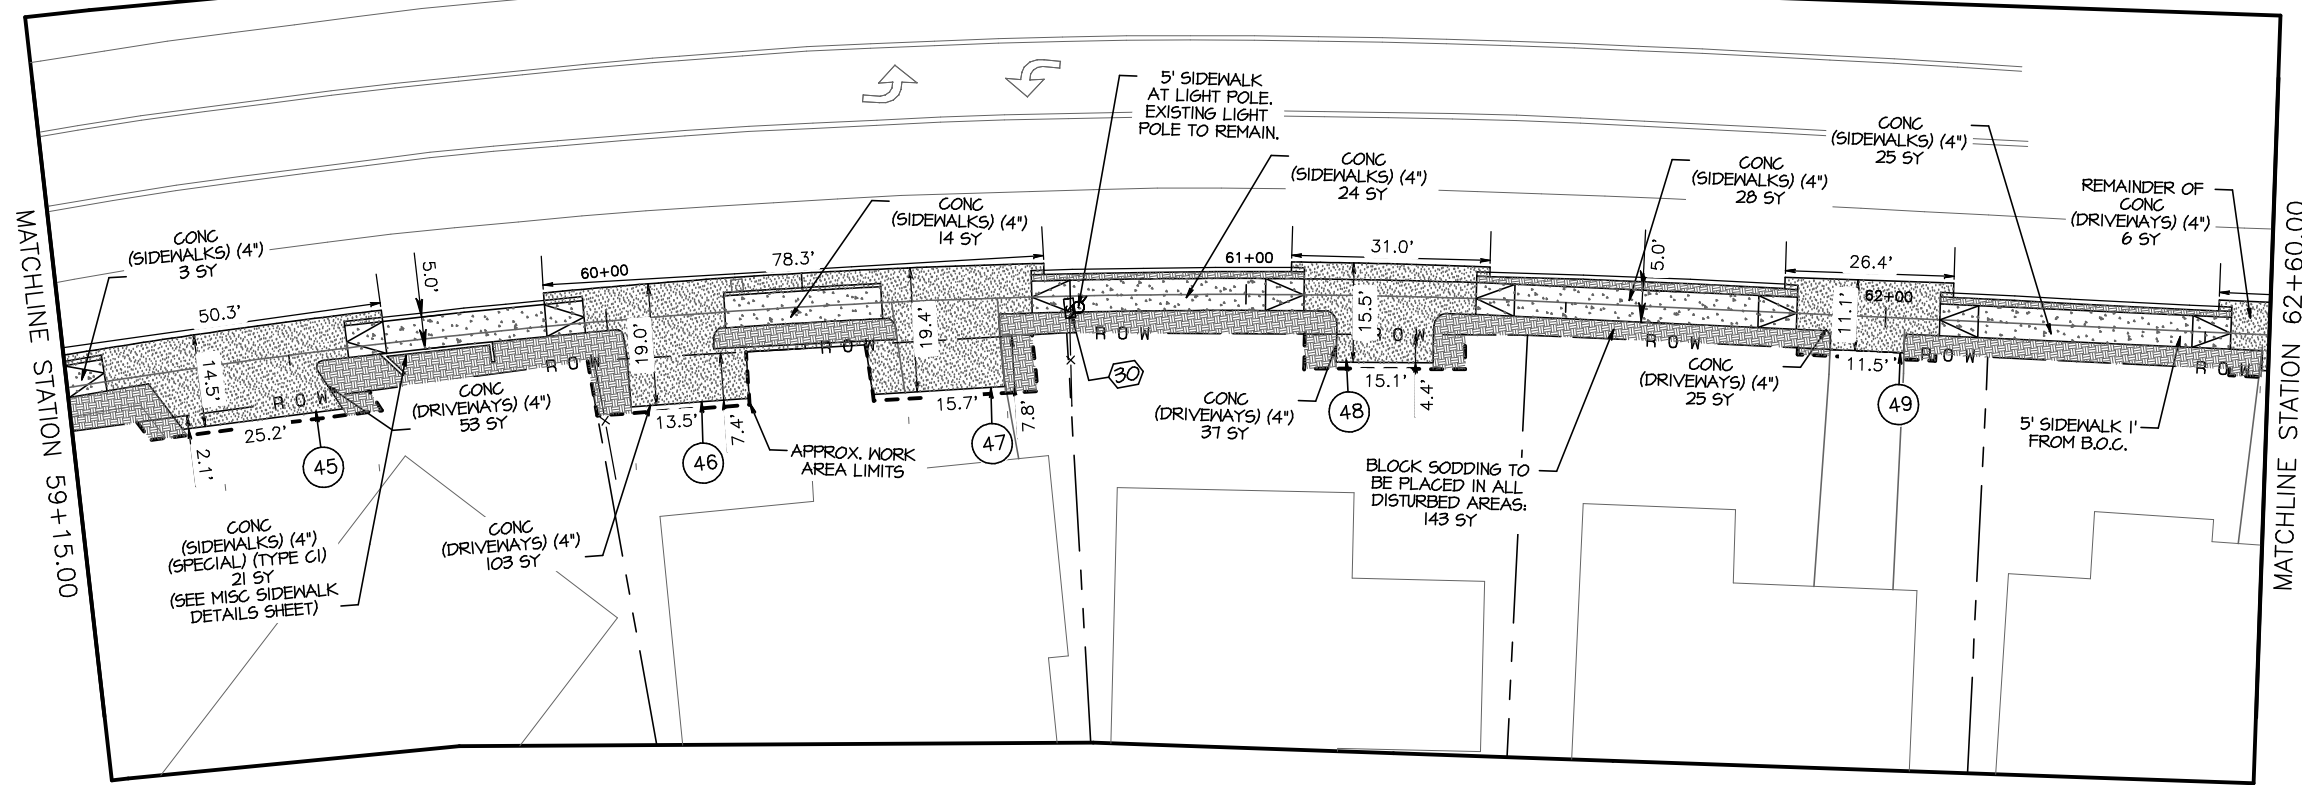 5' SIDEWALK
AT LIGHT POLE.
EXISTING LIGHT
POLE TO REMAIN.
CONC
(SIDEWALKS) (4")
25 SY
CONC
(SIDEWALKS) (4")
24 SY
CONC
(SIDEWALKS) (4")
28 SY
REMAINDER OF
CONC
(DRIVEWAYS) (4")
6 SY
CONC
(SIDEWALKS) (4")
14 SY
CONC
(SIDEWALKS) (4")
3 SY
MATCHLINE STATION 59+15.00
MATCHLINE STATION 62+60.00
50.3'
5.0'
60+00
78.3'
61+00
31.0'
5.0'
26.4'
62+00
14.5'
19.0'
19.4'
15.5'
11.1'
ROW
ROW
ROW
ROW
ROW
ROW
ROW
ROW
30
25.2'
2.1'
45
CONC
(DRIVEWAYS) (4")
53 SY
13.5'
46
7.4'
15.7'
47
7.8'
APPROX. WORK
AREA LIMITS
CONC
(DRIVEWAYS) (4")
37 SY
15.1'
48
4.4'
CONC
(DRIVEWAYS) (4")
25 SY
11.5'
49
5' SIDEWALK 1'
FROM B.O.C.
BLOCK SODDING TO
BE PLACED IN ALL
DISTURBED AREAS:
143 SY
CONC
(SIDEWALKS) (4")
(SPECIAL) (TYPE C1)
21 SY
(SEE MISC SIDEWALK
DETAILS SHEET)
CONC
(DRIVEWAYS) (4")
103 SY